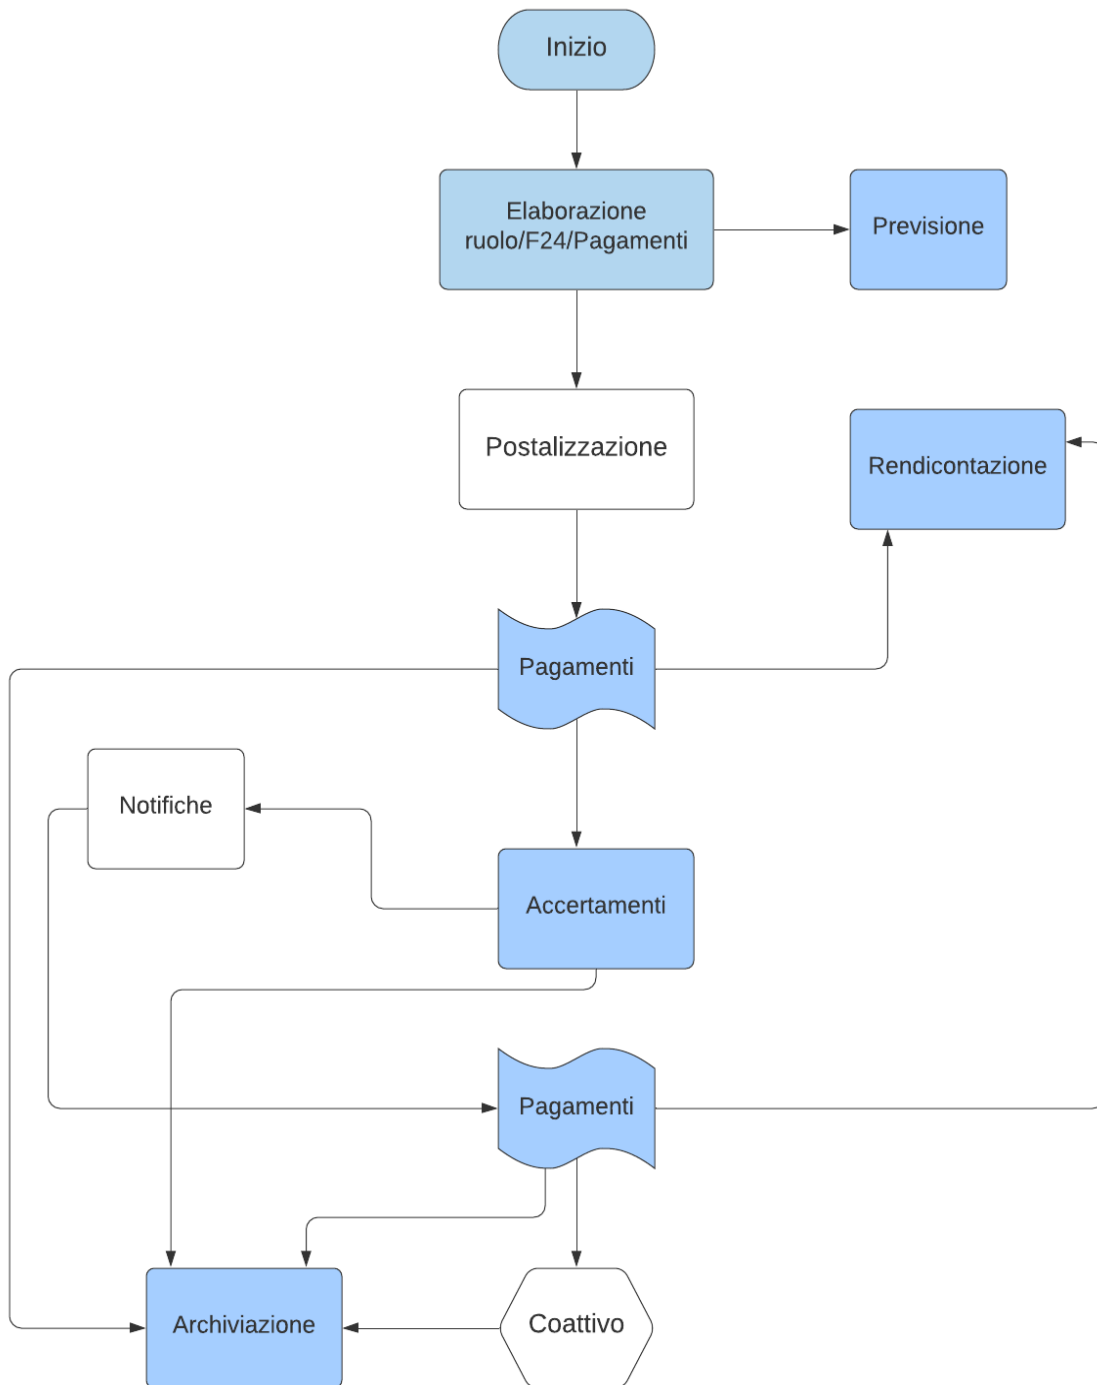 Inizio
Elaborazione
ruolo/F24/Pagamenti
Previsione
Postalizzazione
Rendicontazione
Pagamenti
Notifiche
Accertamenti
Pagamenti
Archiviazione
Coattivo